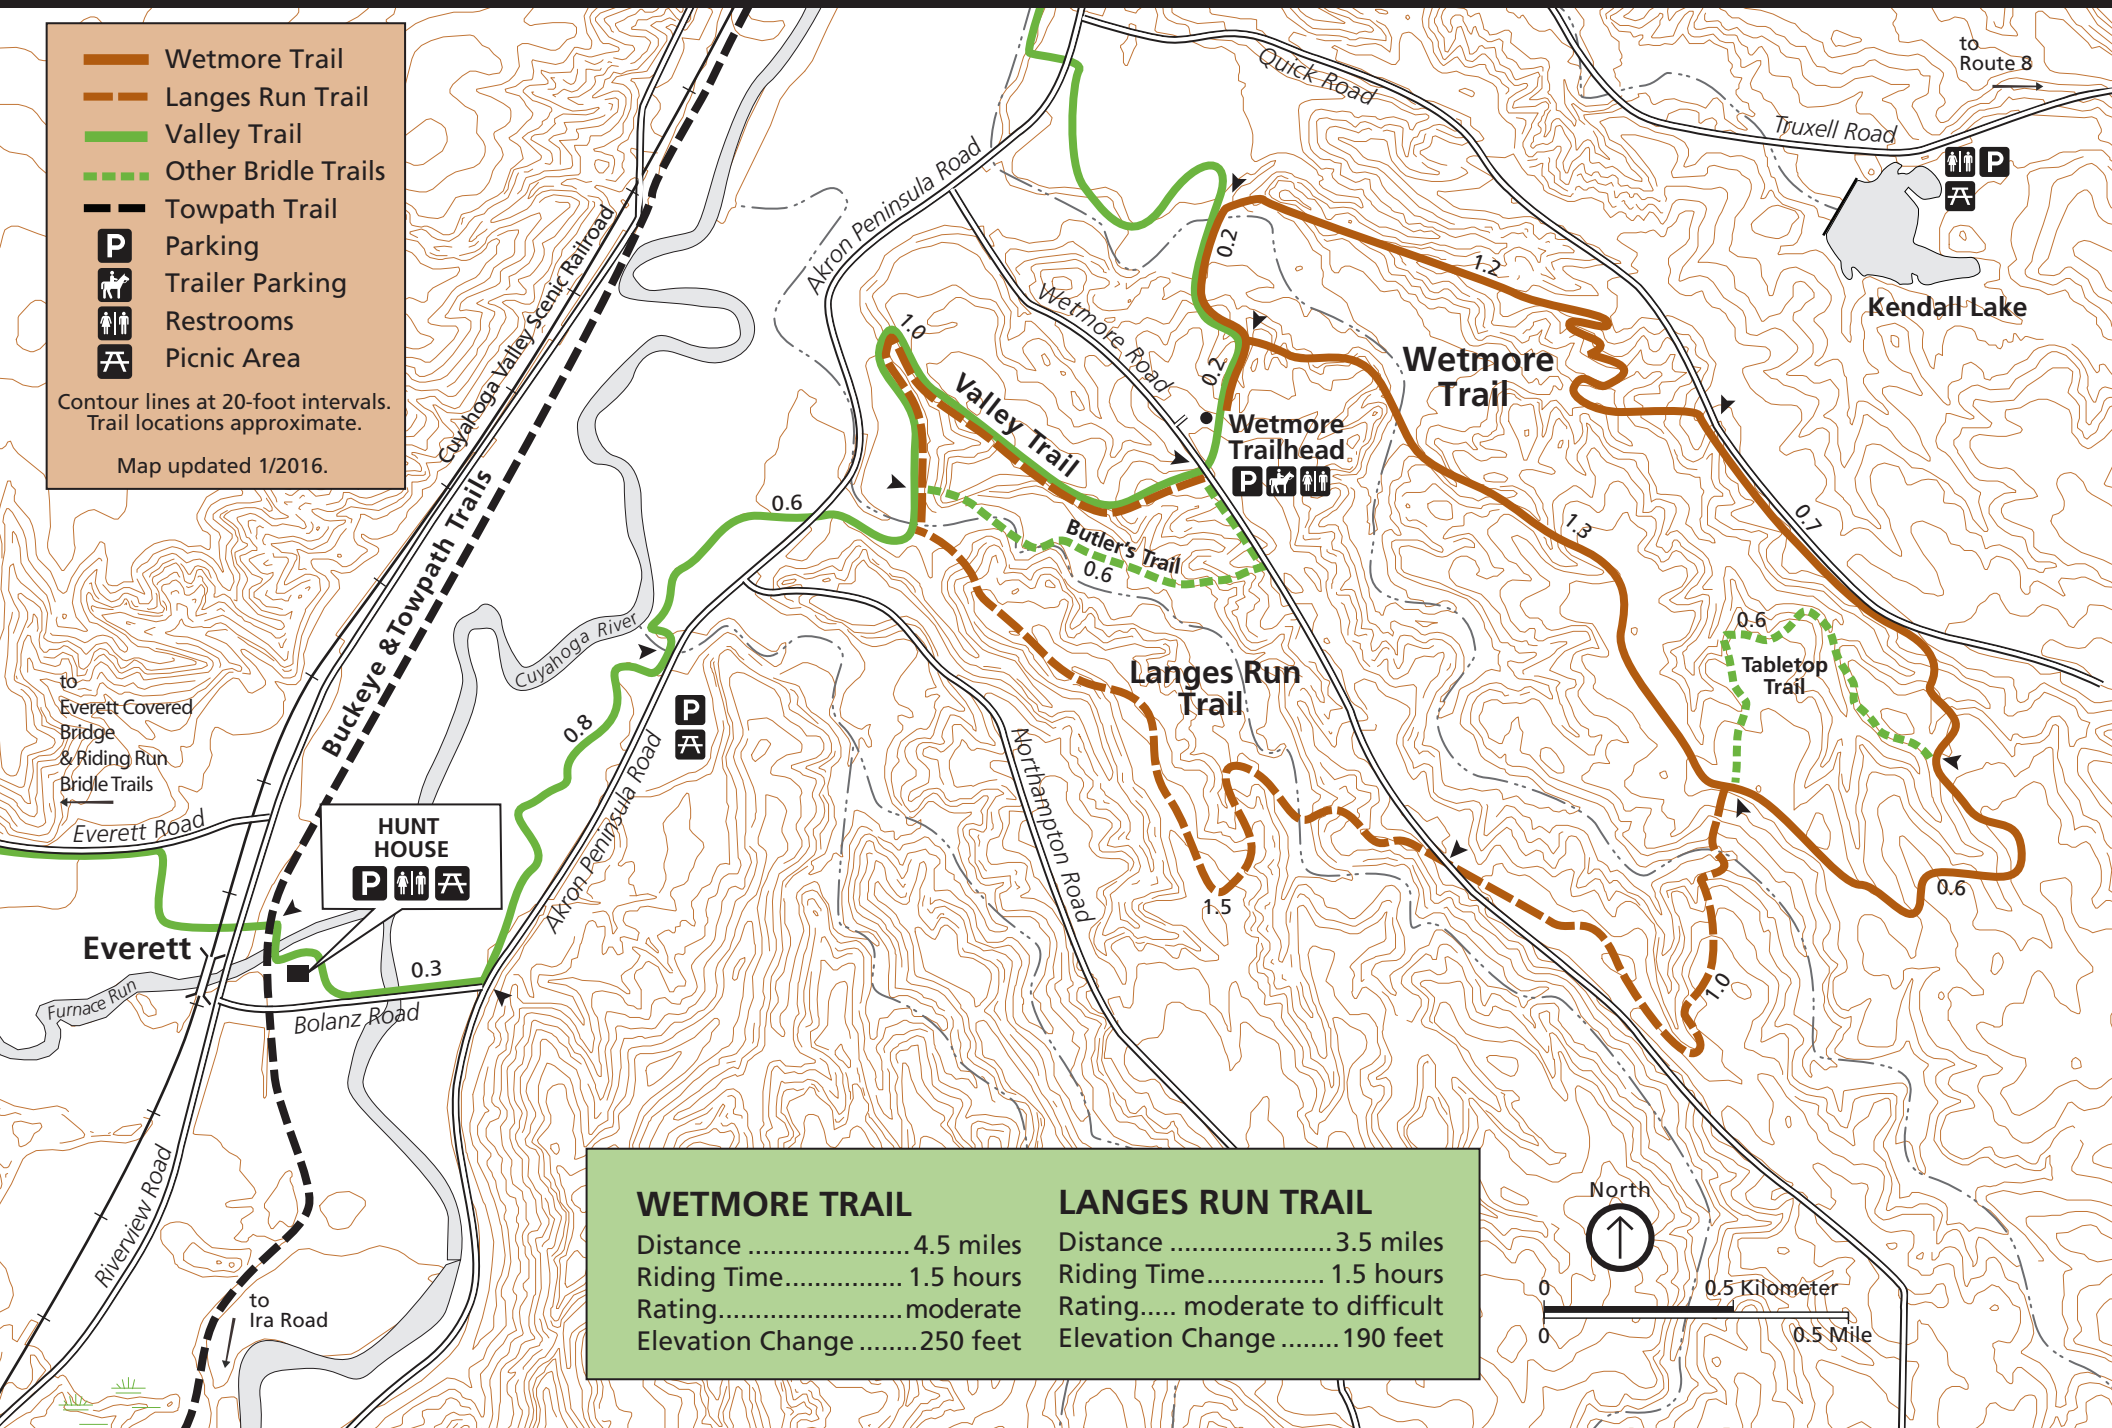 Wetmore Trail
Langes Run Trail
Valley Trail
Other Bridle Trails
Towpath Trail
P Parking
Trailer Parking
Restrooms
Picnic Area
Contour lines at 20-foot intervals.
Trail locations approximate.
Map updated 1/2016.
Cuyahoga Valley Scenic Railroad
Buckeye & Towpath Trails
Akron Peninsula Road
Quick Road
to
Route 8
Truxell Road
P
Kendall Lake
0.2
1.2
Wetmore Road
1.0
Valley Trail
0.2
Wetmore
Trail
Wetmore
Trailhead
P
0.6
Butler's Trail
0.6
1.3
0.7
0.6
Tabletop
Trail
Cuyahoga River
Langes Run
Trail
to
Everett Covered
Bridge
& Riding Run
Bridle Trails
P
0.8
Akron Peninsula Road
Northampton Road
Everett Road
HUNT
HOUSE
P
1.5
0.6
Everett
0.3
1.0
Furnace Run
Bolanz Road
Riverview Road
to
Ira Road
WETMORE TRAIL
Distance ......................4.5 miles
Riding Time................ 1.5 hours
Rating.........................moderate
Elevation Change ........250 feet
LANGES RUN TRAIL
Distance ......................3.5 miles
Riding Time................ 1.5 hours
Rating..... moderate to difficult
Elevation Change ........190 feet
North
0 0.5 Kilometer
0 0.5 Mile